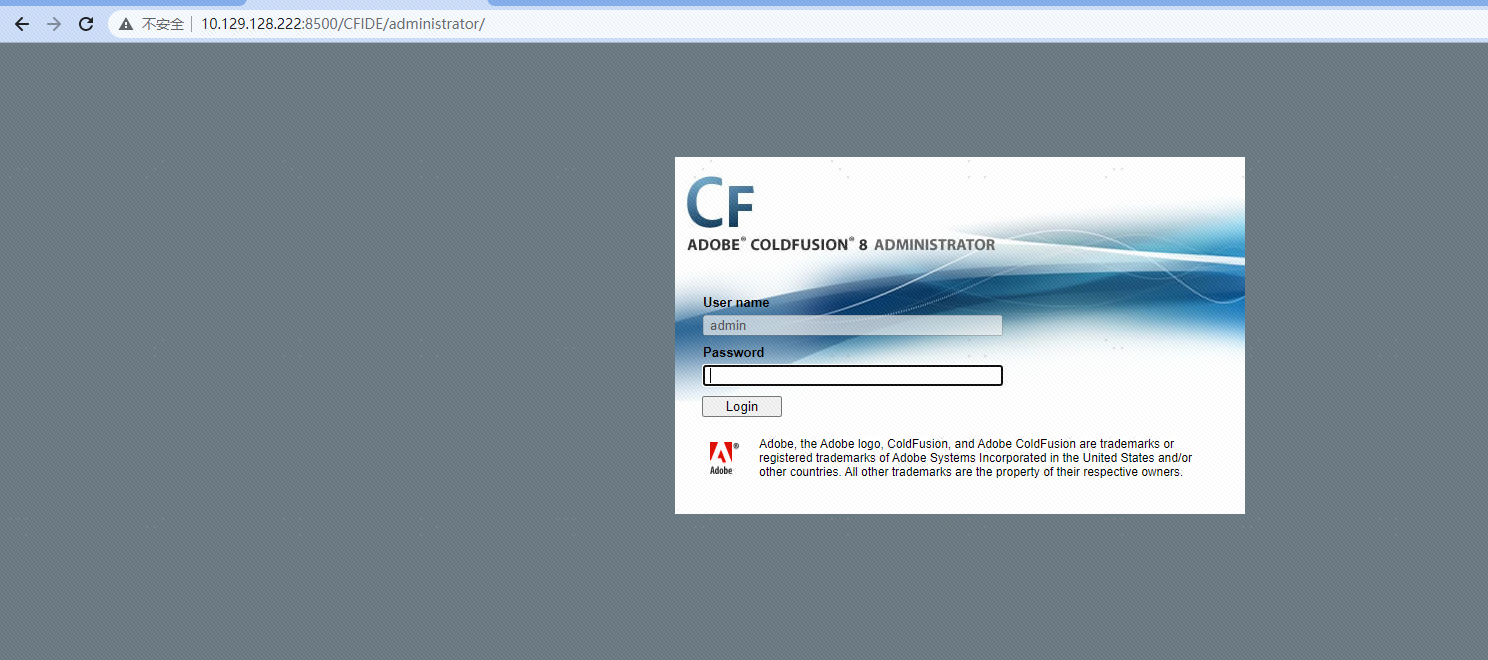 不安全 10.129.128.222:8500/CFIDE/administrator/
CF
ADOBE® COLDFUSION® 8 ADMINISTRATOR
User name
admin
Password
Login
Adobe, the Adobe logo, ColdFusion, and Adobe ColdFusion are trademarks or
registered trademarks of Adobe Systems Incorporated in the United States and/or
other countries. All other trademarks are the property of their respective owners.
®
Adobe